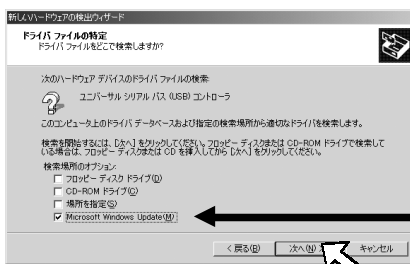 新しいハードウェアの検出ウィザード
ドライバ ファイルの特定
ドライバ ファイルをどこで検索しますか?
次のハードウェア デバイスのドライバ ファイルの検索:
ユニバーサル シリアル バス (USB) コントローラ
このコンピュータ上のドライバ データベースおよび指定の検索場所から適切なドライバを検索します。
検索を開始するには、[次へ] をクリックしてください。フロッピー ディスクまたは CD-ROM ドライブで検索して
いる場合は、フロッピー ディスクまたは CD を挿入してから [次へ] をクリックしてください。
検索場所のオプション:
フロッピー ディスク ドライブ(D)
CD-ROM ドライブ(C)
場所を指定(S)
Microsoft Windows Update(M)
< 戻る(B)
次へ(N)
キャンセル